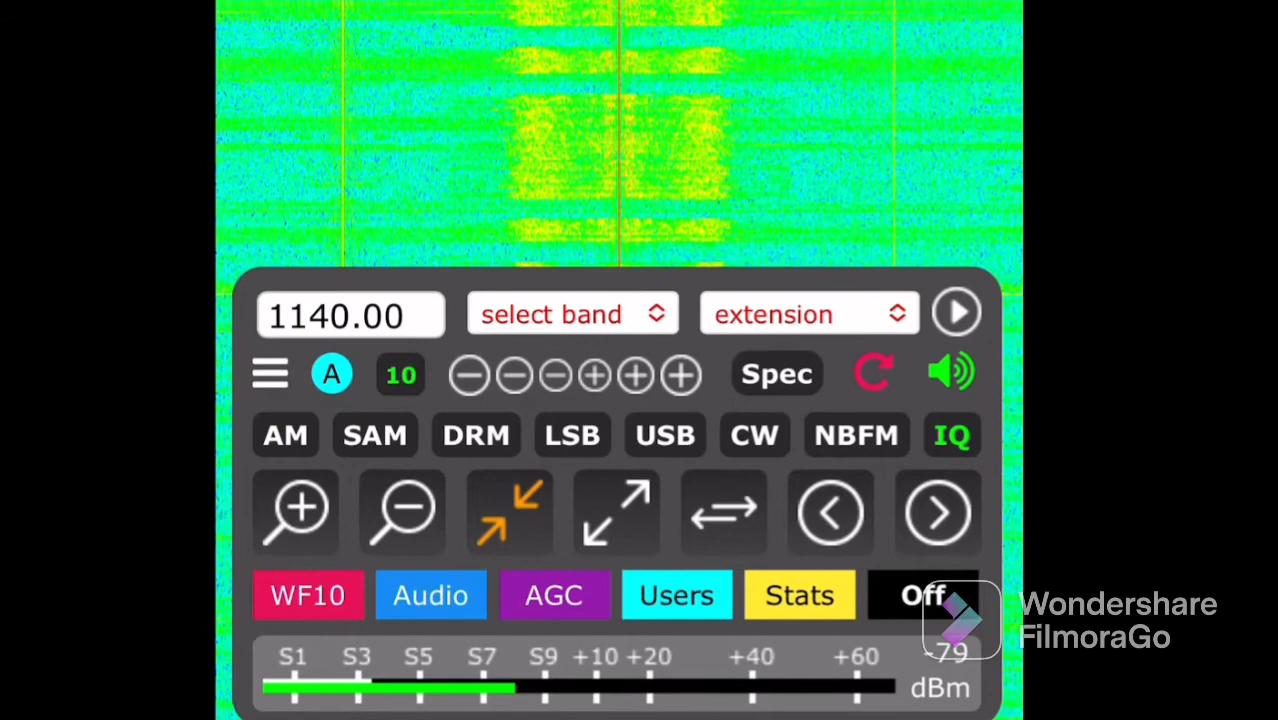 1140.00 select band extension
A 10 Spec
AM SAM DRM LSB USB CW NBFM IQ
WF10 Audio AGC Users Stats Off
Wondershare
FilmoraGo
S1 S3 S5 S7 S9 +10 +20 +40 +60 -79
dBm